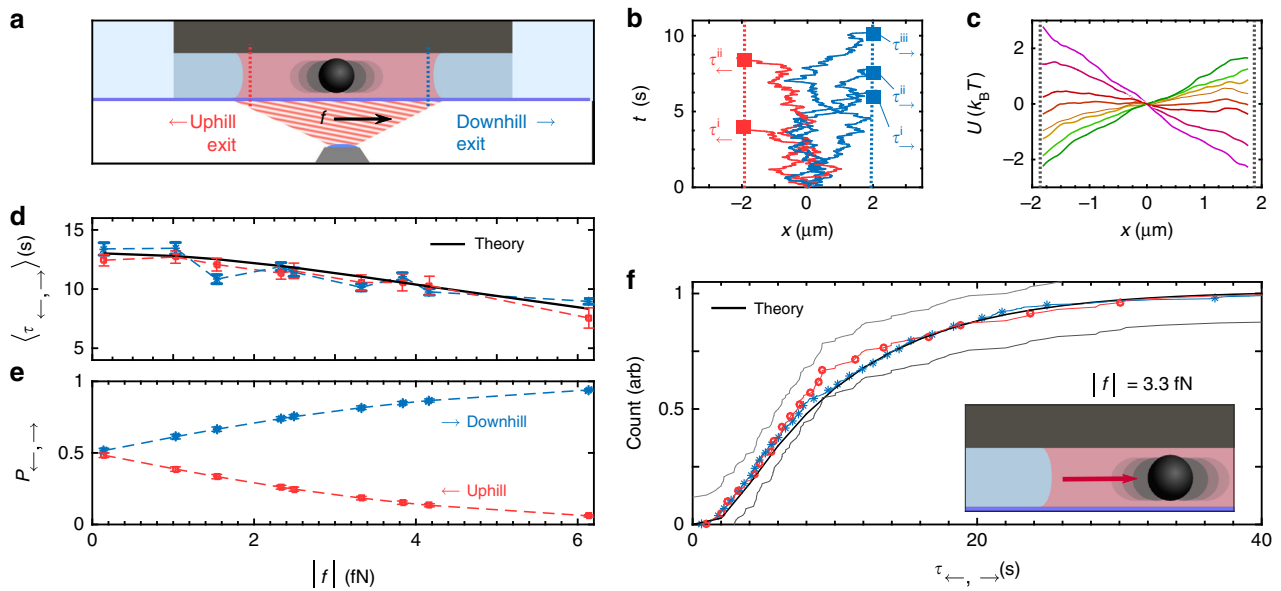 a
f
← Uphill
exit
Downhill →
exit
b
10
5
0
t (s)
−2
0
2
x (μm)
τ←ii
τ←i
τ→iii
τ→ii
τ→i
c
2
0
−2
U (kBT)
−2
−1
0
1
2
x (μm)
d
15
10
5
⟨τ←, →⟩(s)
Theory
e
1
0.5
0
P←, →
→ Downhill
← Uphill
0
2
4
6
|f| (fN)
f
1
0.5
0
Count (arb)
Theory
|f| = 3.3 fN
0
20
40
τ←, →(s)